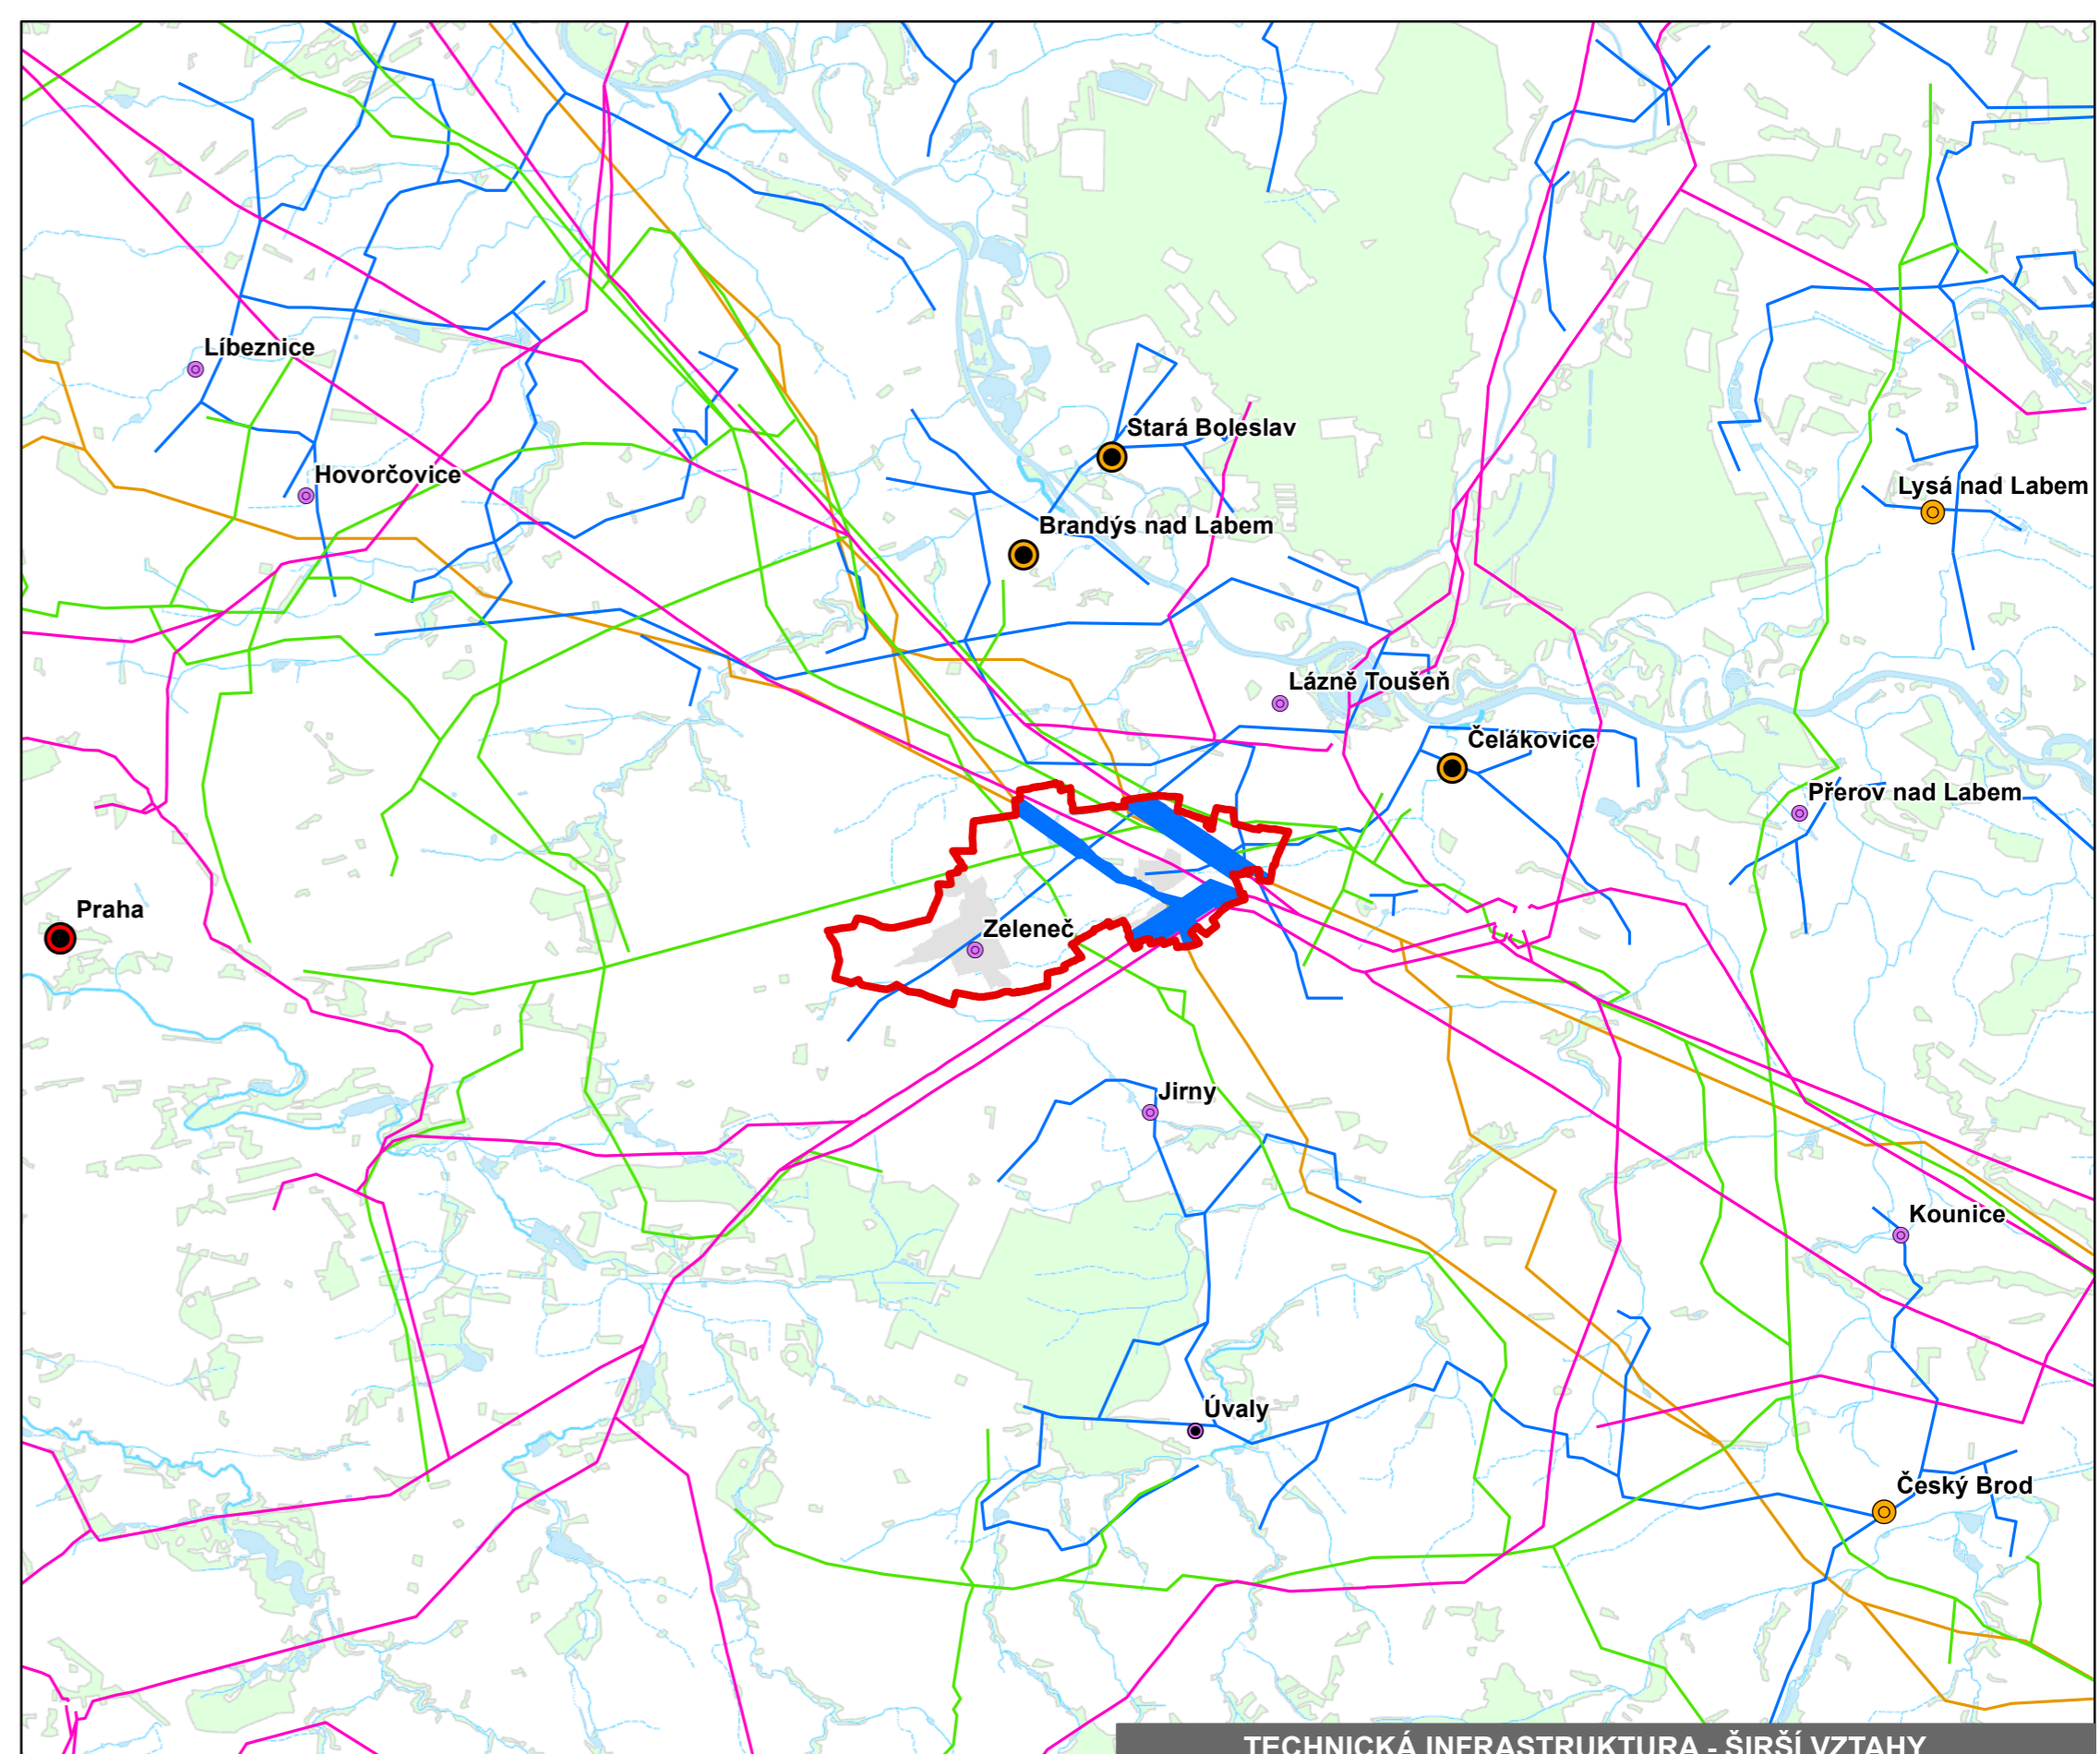 Líbeznice
Stará Boleslav
Hovorčovice
Lysá nad Labem
Brandýs nad Labem
Lázně Toušeň
Čelákovice
Přerov nad Labem
Praha
Zeleneč
Jirny
Kounice
Úvaly
Český Brod
TECHNICKÁ INFRASTRUKTURA - ŠIRŠÍ VZTAHY